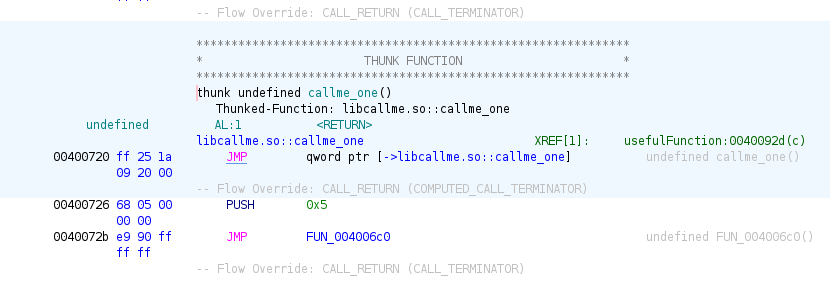 -- Flow Override: CALL_RETURN (CALL_TERMINATOR)
**************************************************************
* THUNK FUNCTION *
**************************************************************
thunk undefined callme_one()
Thunked-Function: libcallme.so::callme_one
undefined AL:1 <RETURN>
libcallme.so::callme_one XREF[1]: usefulFunction:0040092d(c)
00400720 ff 25 1a JMP qword ptr [->libcallme.so::callme_one] undefined callme_one()
09 20 00
-- Flow Override: CALL_RETURN (COMPUTED_CALL_TERMINATOR)
00400726 68 05 00 PUSH 0x5
00 00
0040072b e9 90 ff JMP FUN_004006c0 undefined FUN_004006c0()
ff ff
-- Flow Override: CALL_RETURN (CALL_TERMINATOR)